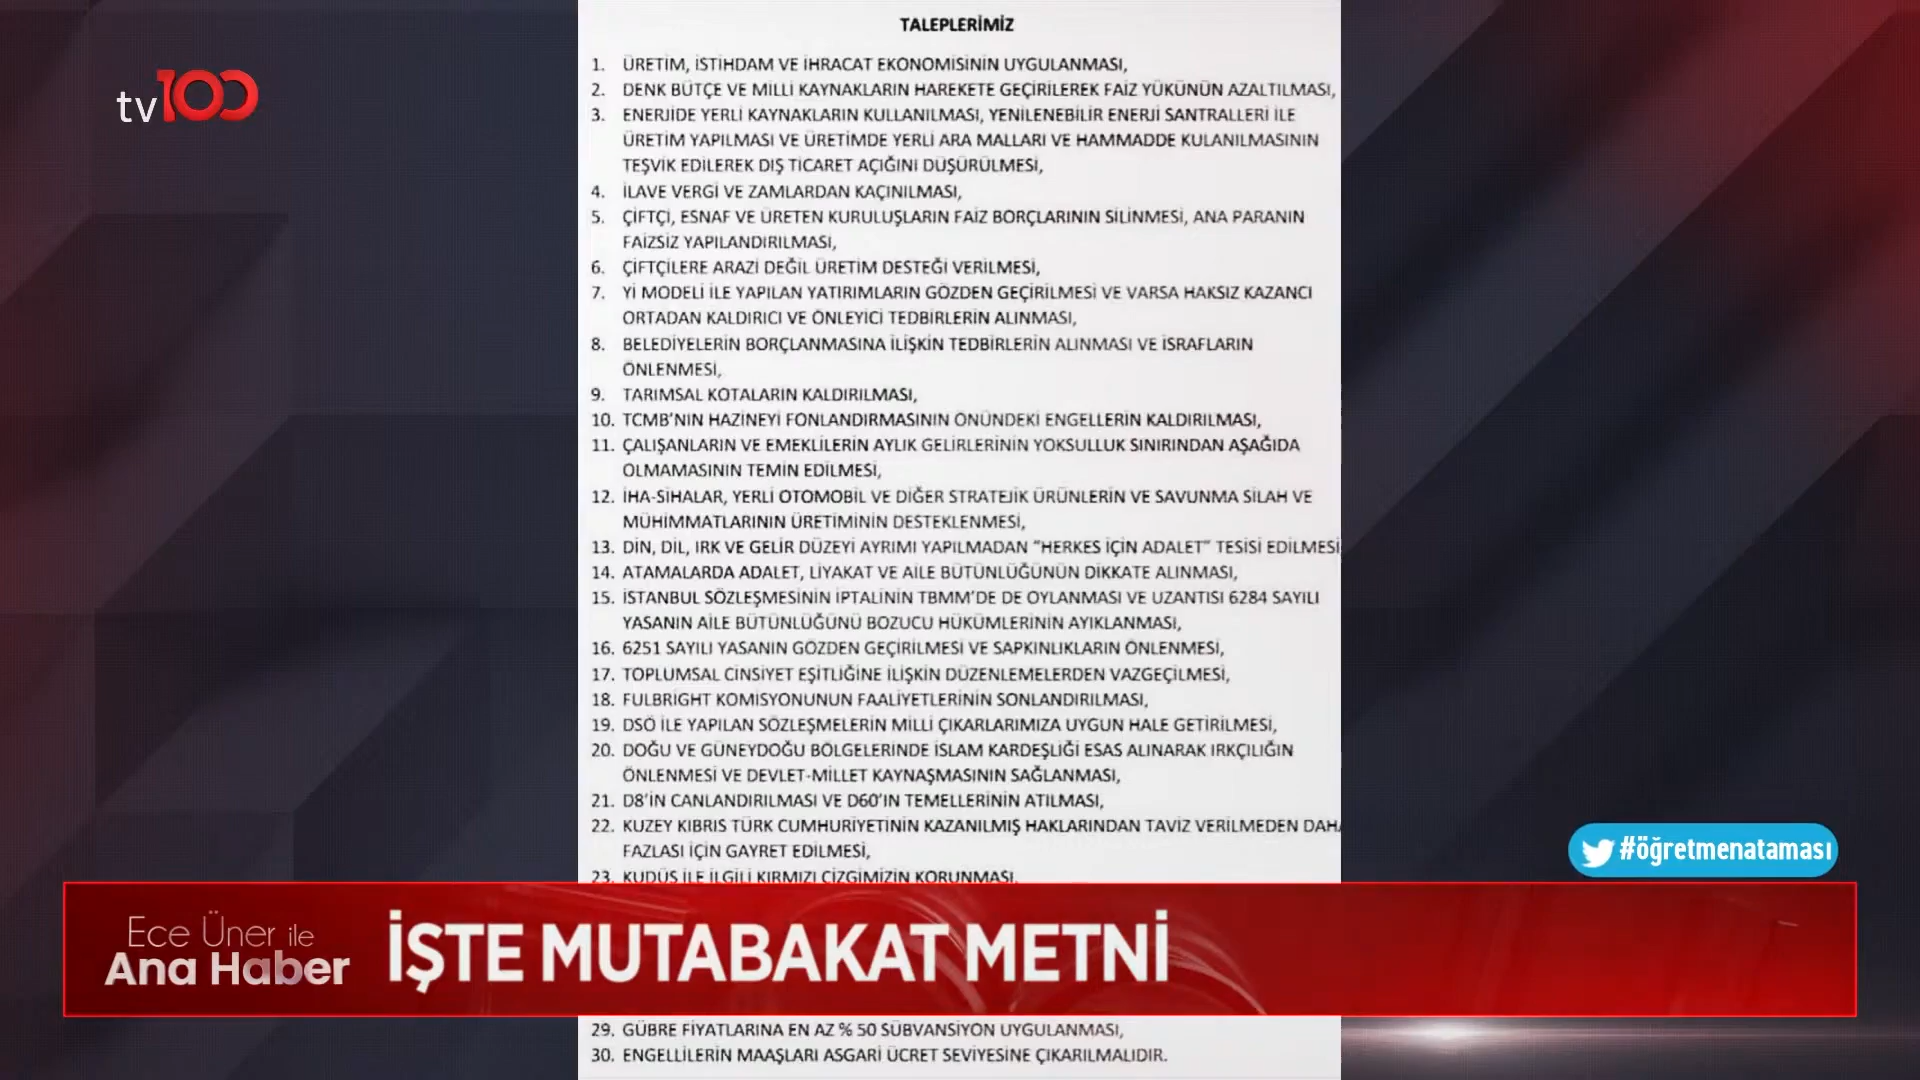 TALEPLERİMİZ
1. ÜRETİM, İSTİHDAM VE İHRACAT EKONOMİSİNİN UYGULANMASI,
2. DENK BÜTÇE VE MİLLİ KAYNAKLARIN HAREKETE GEÇİRİLEREK FAİZ YÜKÜNÜN AZALTILMASI,
3. ENERJİDE YERLİ KAYNAKLARIN KULLANILMASI, YENİLENEBİLİR ENERJİ SANTRALLERİ İLE
ÜRETİM YAPILMASI VE ÜRETİMDE YERLİ ARA MALLARI VE HAMMADDE KULANILMASININ
TEŞVİK EDİLEREK DIŞ TİCARET AÇIĞINI DÜŞÜRÜLMESİ,
4. İLAVE VERGİ VE ZAMLARDAN KAÇINILMASI,
5. ÇİFTÇİ, ESNAF VE ÜRETEN KURULUŞLARIN FAİZ BORÇLARININ SİLİNMESİ, ANA PARANIN
FAİZSİZ YAPILANDIRILMASI,
6. ÇİFTÇİLERE ARAZİ DEĞİL ÜRETİM DESTEĞİ VERİLMESİ,
7. Yİ MODELİ İLE YAPILAN YATIRIMLARIN GÖZDEN GEÇİRİLMESİ VE VARSA HAKSIZ KAZANCI
ORTADAN KALDIRICI VE ÖNLEYİCİ TEDBİRLERİN ALINMASI,
8. BELEDİYELERİN BORÇLANMASINA İLİŞKİN TEDBİRLERİN ALINMASI VE İSRAFLARIN
ÖNLENMESİ,
9. TARIMSAL KOTALARIN KALDIRILMASI,
10. TCMB'NIN HAZİNEYİ FONLANDIRMASININ ÖNÜNDEKİ ENGELLERİN KALDIRILMASI,
11. ÇALIŞANLARIN VE EMEKLİLERİN AYLIK GELİRLERİNİN YOKSULLUK SINIRINDAN AŞAĞIDA
OLMAMASININ TEMİN EDİLMESİ,
12. İHA-SİHALAR, YERLİ OTOMOBİL VE DİĞER STRATEJİK ÜRÜNLERİN VE SAVUNMA SİLAH VE
MÜHİMMATLARININ ÜRETİMİNİN DESTEKLENMESİ,
13. DİN, DİL, IRK VE GELİR DÜZEYİ AYRIMI YAPILMADAN "HERKES İÇİN ADALET" TESİSİ EDİLMESİ
14. ATAMALARDA ADALET, LİYAKAT VE AİLE BÜTÜNLÜĞÜNÜN DİKKATE ALINMASI,
15. İSTANBUL SÖZLEŞMESİNİN İPTALİNİN TBMM'DE DE OYLANMASI VE UZANTISI 6284 SAYILI
YASANIN AİLE BÜTÜNLÜĞÜNÜ BOZUCU HÜKÜMLERİNİN AYIKLANMASI,
16. 6251 SAYILI YASANIN GÖZDEN GEÇİRİLMESİ VE SAPKINLIKLARIN ÖNLENMESİ,
17. TOPLUMSAL CİNSİYET EŞİTLİĞİNE İLİŞKİN DÜZENLEMELERDEN VAZGEÇİLMESİ,
18. FULBRİGHT KOMİSYONUNUN FAALİYETLERİNİN SONLANDIRILMASI,
19. DSÖ İLE YAPILAN SÖZLEŞMELERİN MİLLİ ÇIKARLARIMIZA UYGUN HALE GETİRİLMESİ,
20. DOĞU VE GÜNEYDOĞU BÖLGELERİNDE İSLAM KARDEŞLİĞİ ESAS ALINARAK IRKÇILIĞIN
ÖNLENMESİ VE DEVLET-MİLLET KAYNAŞMASININ SAĞLANMASI,
21. D8'İN CANLANDIRILMASI VE D60'IN TEMELLERİNİN ATILMASI,
22. KUZEY KIBRIS TÜRK CUMHURİYETİNİN KAZANILMIŞ HAKLARINDAN TAVİZ VERİLMEDEN DAHA
FAZLASI İÇİN GAYRET EDİLMESİ,
23. KUDÜS İLE İLGİLİ KIRMIZI ÇİZGİMİZİN KORUNMASI,
29. GÜBRE FİYATLARINA EN AZ % 50 SÜBVANSİYON UYGULANMASI,
30. ENGELLİLERİN MAAŞLARI ASGARİ ÜCRET SEVİYESİNE ÇIKARILMALIDIR.
tv100
#öğretmenataması
Ece Üner ile
Ana Haber
İŞTE MUTABAKAT METNİ